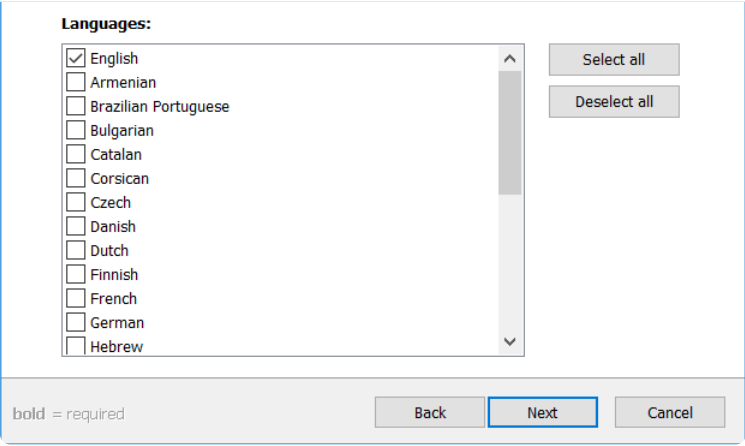 Languages:
English
Select all
Armenian
Brazilian Portuguese
Deselect all
Bulgarian
Catalan
Corsican
Czech
Danish
Dutch
Finnish
French
German
Hebrew
bold = required
Back
Next
Cancel